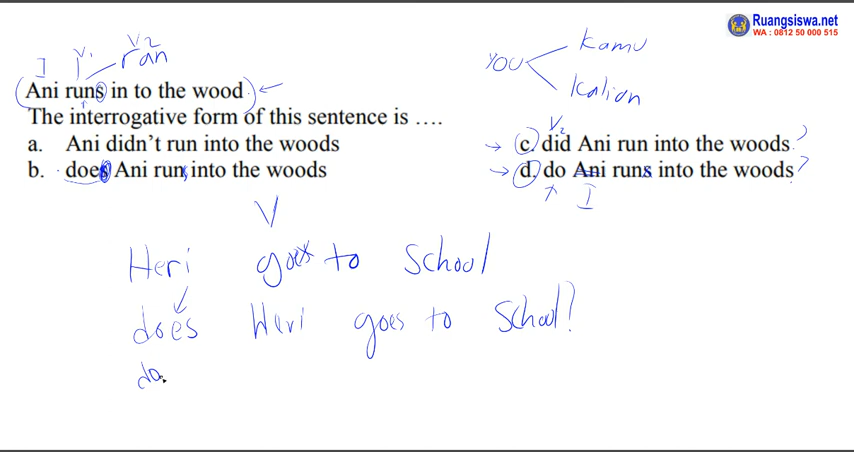 Ruangsiswa.net
WA : 0812 50 000 515
I V1 V2
ran
YOU Kamu
Kalian
Ani runs in to the wood
The interrogative form of this sentence is ....
a. Ani didn't run into the woods
b. does Ani runs into the woods
V2
c. did Ani run into the woods ?
d. do Ani runs into the woods ?
I
V
Heri goes to School
does Heri goes to School?
do